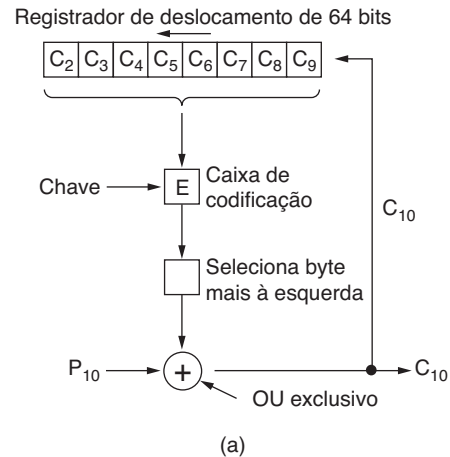 Registrador de deslocamento de 64 bits
C2 C3 C4 C5 C6 C7 C8 C9
Chave
E
Caixa de
codificação
C10
Seleciona byte
mais à esquerda
P10
+
C10
OU exclusivo
(a)